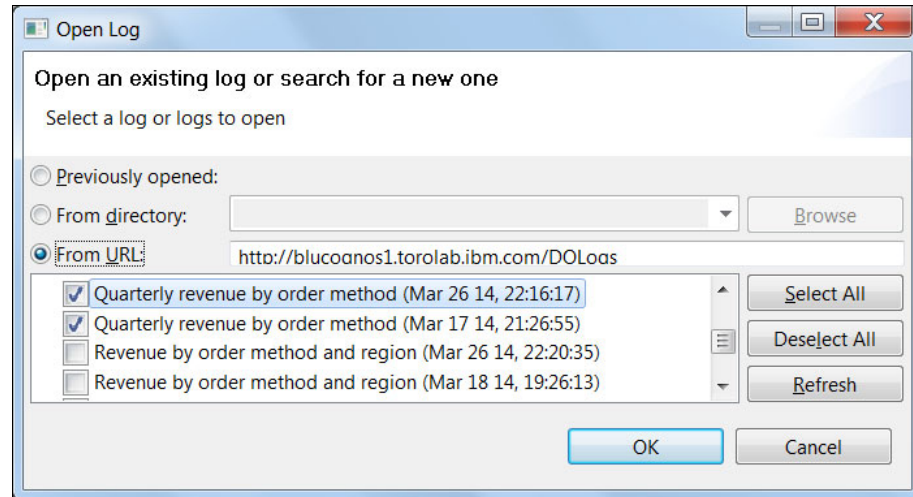 Open Log
Open an existing log or search for a new one
Select a log or logs to open
Previously opened:
From directory:
Browse
From URL:
http://blucognos1.torolab.ibm.com/DOLogs
Quarterly revenue by order method (Mar 26 14, 22:16:17)
Quarterly revenue by order method (Mar 17 14, 21:26:55)
Revenue by order method and region (Mar 26 14, 22:20:35)
Revenue by order method and region (Mar 18 14, 19:26:13)
Select All
Deselect All
Refresh
OK
Cancel